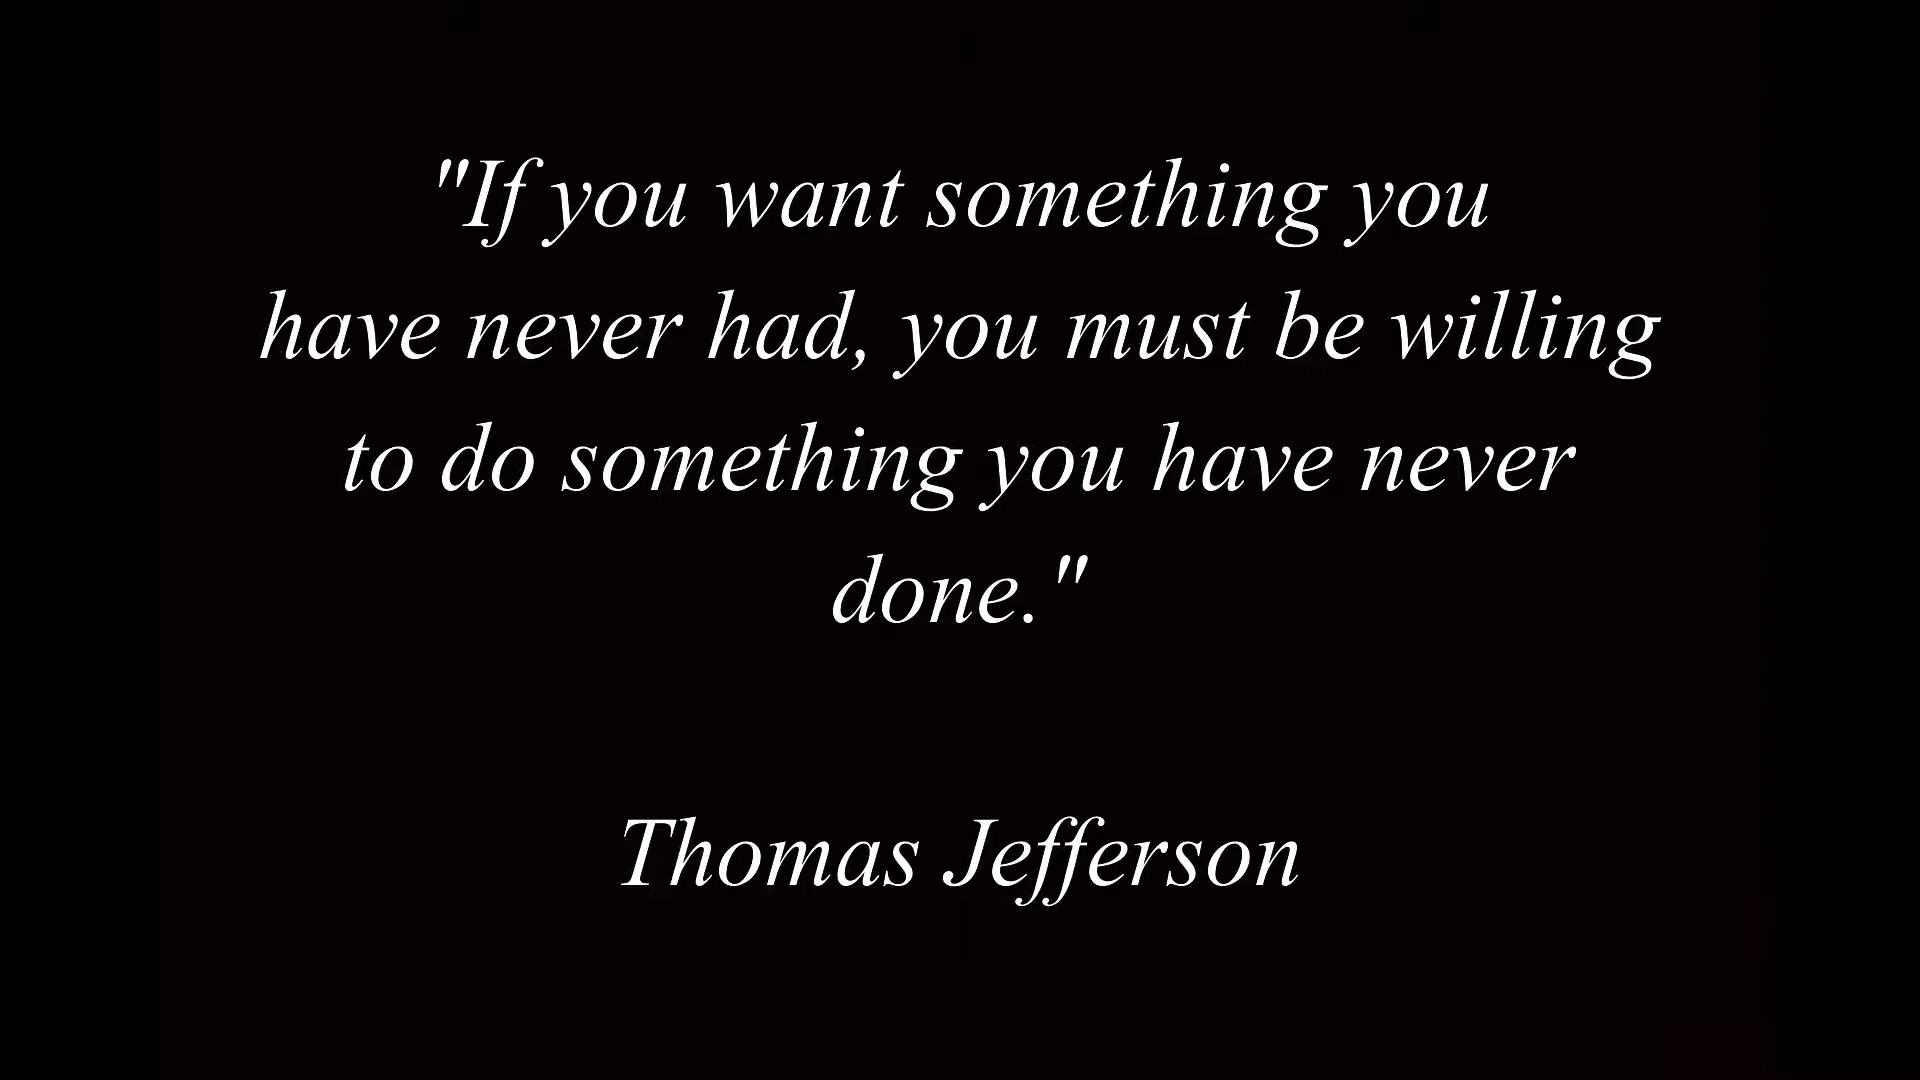 "If you want something you
have never had, you must be willing
to do something you have never
done."
Thomas Jefferson